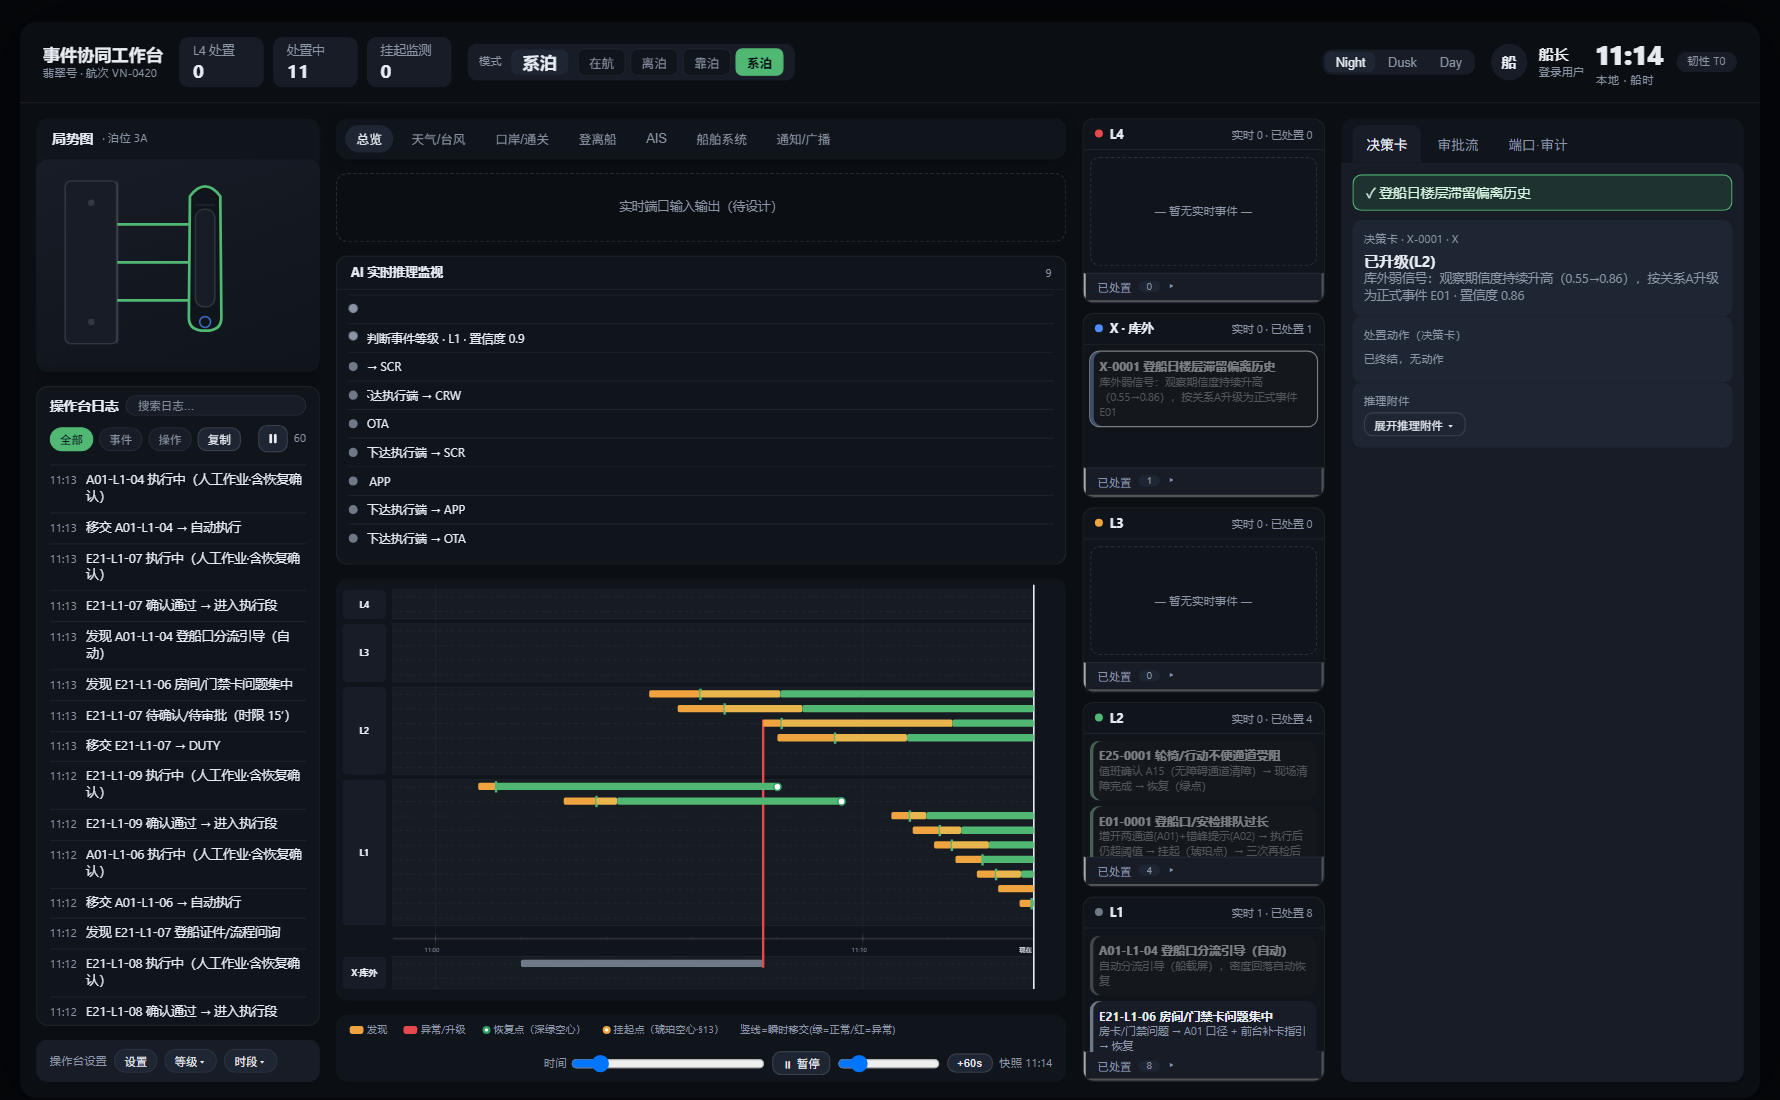 事件协同工作台
翡翠号 · 航次 VN-0420
L4 处置
0
处置中
11
挂起监测
0
模式
系泊
在航
离泊
靠泊
系泊
Night
Dusk
Day
船
船长
登录用户
11:14
本地 · 船时
韧性 T0
局势图 · 泊位 3A
操作台日志
搜索日志...
全部
事件
操作
复制
60
11:13 A01-L1-04 执行中（人工作业·含恢复确
认）
11:13 移交 A01-L1-04 → 自动执行
11:13 E21-L1-07 执行中（人工作业·含恢复确
认）
11:13 E21-L1-07 确认通过 → 进入执行段
11:13 发现 A01-L1-04 登船口分流引导（自
动）
11:13 发现 E21-L1-06 房间/门禁卡问题集中
11:13 E21-L1-07 待确认/待审批（时限 15′）
11:13 移交 E21-L1-07 → DUTY
11:12 E21-L1-09 执行中（人工作业·含恢复确
认）
11:12 E21-L1-09 确认通过 → 进入执行段
11:12 A01-L1-06 执行中（人工作业·含恢复确
认）
11:12 移交 A01-L1-06 → 自动执行
11:12 发现 E21-L1-07 登船证件/流程问询
11:12 E21-L1-08 执行中（人工作业·含恢复确
认）
11:12 E21-L1-08 确认通过 → 进入执行段
操作台设置
设置
等级
时段
总览
天气/台风
口岸/通关
登离船
AIS
船舶系统
通知/广播
实时端口输入输出（待设计）
AI 实时推理监视
9
判断事件等级 · L1 · 置信度 0.9
→ SCR
达执行端 → CRW
OTA
下达执行端 → SCR
APP
下达执行端 → APP
下达执行端 → OTA
L4
L3
L2
L1
X·库外
11:00
11:10
现在
发现
异常/升级
恢复点（深绿空心）
挂起点（琥珀空心·§13）
竖线=瞬时移交(绿=正常/红=异常)
时间
⏸ 暂停
+60s
快照 11:14
L4
实时 0 · 已处置 0
— 暂无实时事件 —
已处置 0
X · 库外
实时 0 · 已处置 1
X-0001 登船日楼层滞留偏离历史
库外弱信号：观察期信度持续升高
（0.55→0.86），按关系A升级为正式事件
E01
已处置 1
L3
实时 0 · 已处置 0
— 暂无实时事件 —
已处置 0
L2
实时 0 · 已处置 4
E25-0001 轮椅/行动不便通道受阻
值班确认 A15（无障碍通道清障）→ 现场清
障完成 → 恢复（绿点）
E01-0001 登船口/安检排队过长
增开两通道(A01)+错峰提示(A02) → 执行后
仍超阈值 → 挂起（琥珀点）→ 三次再检后
已处置 4
L1
实时 1 · 已处置 8
A01-L1-04 登船口分流引导（自动）
自动分流引导（船载屏），密度回落自动恢
复
E21-L1-06 房间/门禁卡问题集中
房卡/门禁问题 → A01 口径 + 前台补卡指引
→ 恢复
已处置 8
决策卡
审批流
端口·审计
✓ 登船日楼层滞留偏离历史
决策卡 · X-0001 · X
已升级(L2)
库外弱信号：观察期信度持续升高（0.55→0.86），按关系A升级
为正式事件 E01 · 置信度 0.86
处置动作（决策卡）
已终结，无动作
推理附件
展开推理附件